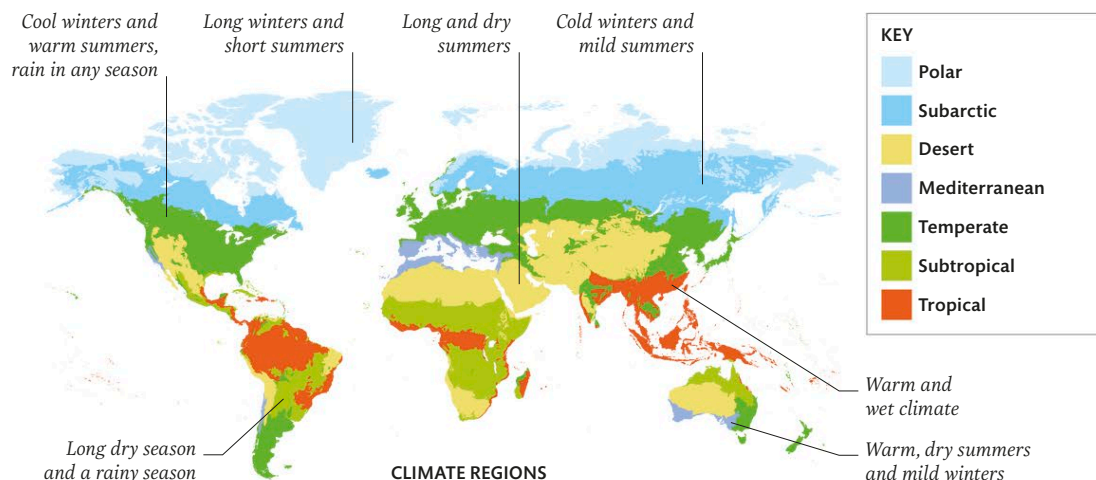 Cool winters and
warm summers,
rain in any season
Long winters and
short summers
Long and dry
summers
Cold winters and
mild summers
KEY
Polar
Subarctic
Desert
Mediterranean
Temperate
Subtropical
Tropical
Warm and
wet climate
Long dry season
and a rainy season
Warm, dry summers
and mild winters
CLIMATE REGIONS